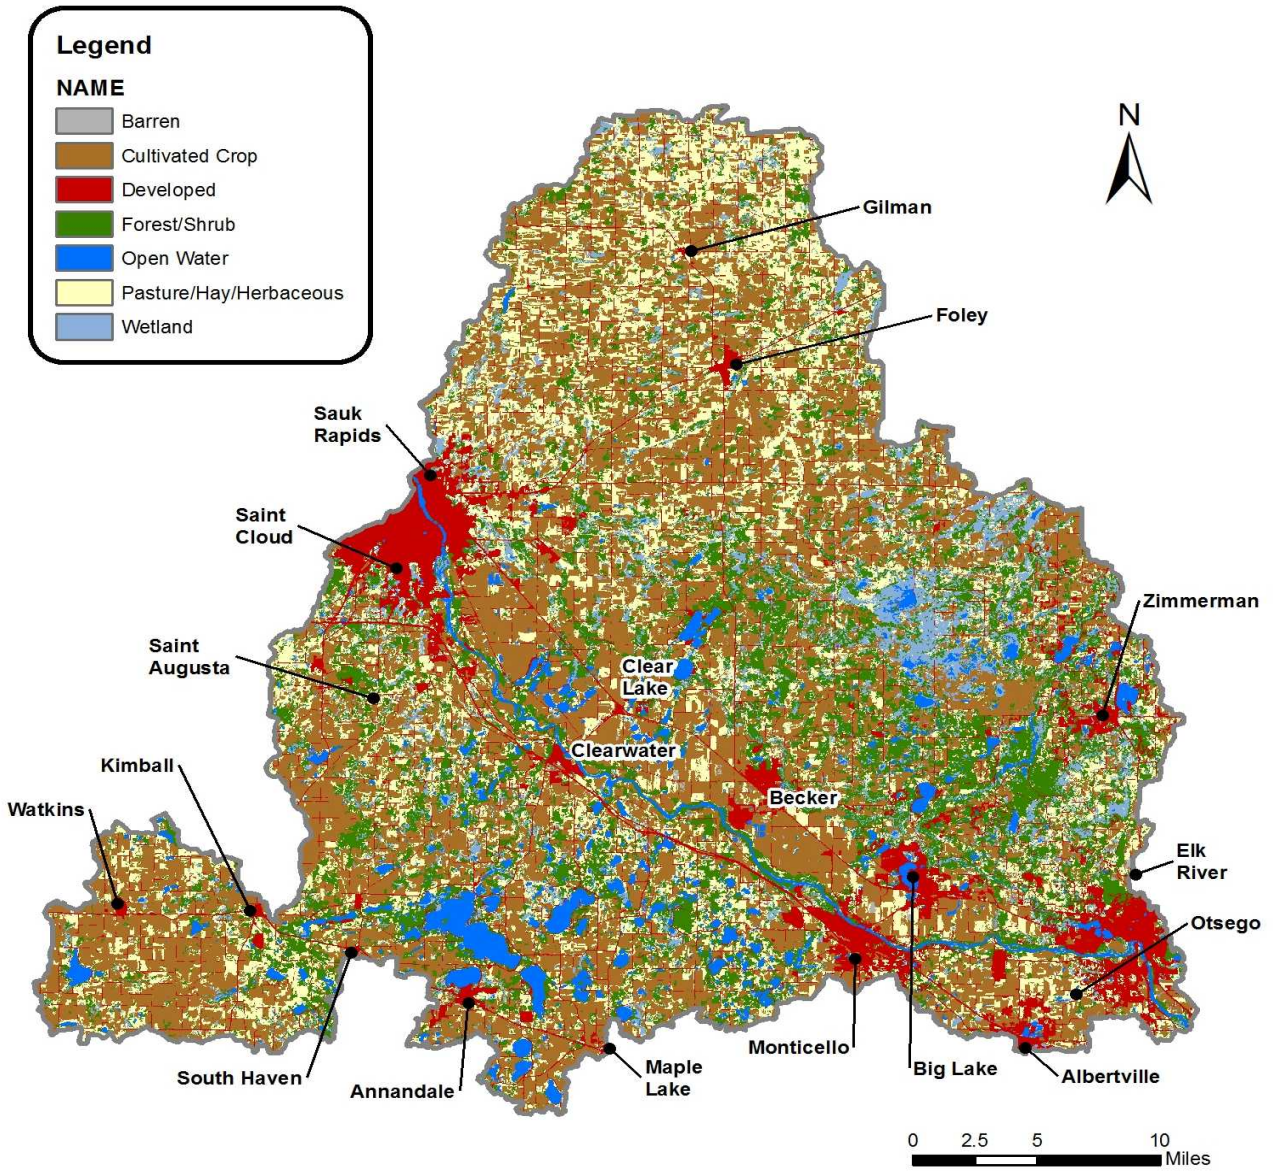 Legend
NAME
Barren
Cultivated Crop
Developed
Forest/Shrub
Open Water
Pasture/Hay/Herbaceous
Wetland
N
Gilman
Foley
Sauk
Rapids
Saint
Cloud
Zimmerman
Saint
Augusta
Clear
Lake
Clearwater
Kimball
Becker
Watkins
Elk
River
Otsego
Monticello
Maple
Lake
Big Lake
South Haven
Albertville
Annandale
0 2.5 5 10
Miles